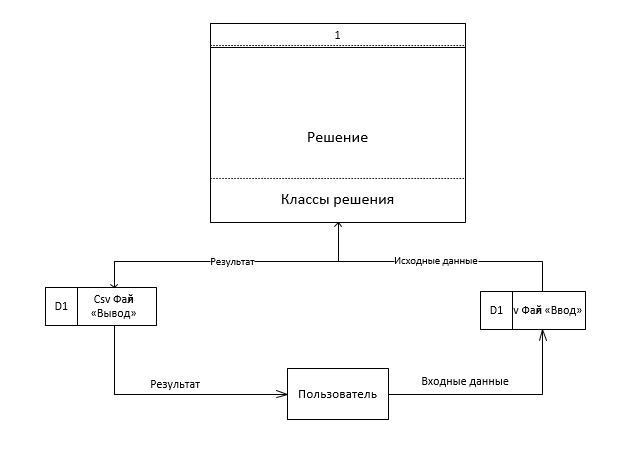 1
Решение
Классы решения
Результат
Исходные данные
D1
Csv Фай
«Вывод»
D1
v Фай «Ввод»
Результат
Пользователь
Входные данные